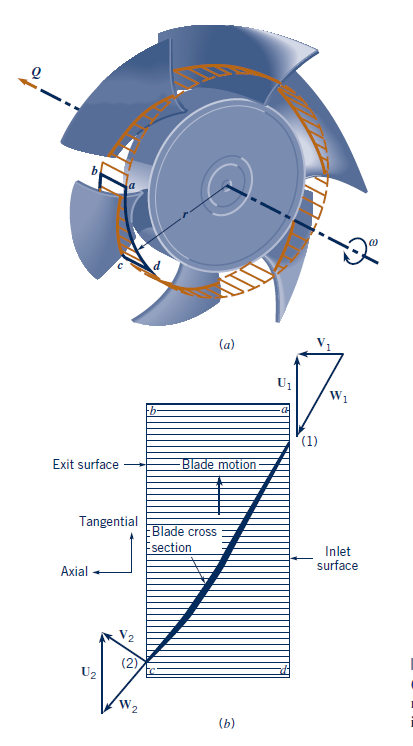 Q
b
a
r
ω
c
d
(a)
V1
U1
W1
b
a
(1)
Exit surface
Blade motion
Tangential
Blade cross
section
Axial
Inlet
surface
V2
(2)
c
d
U2
W2
(b)